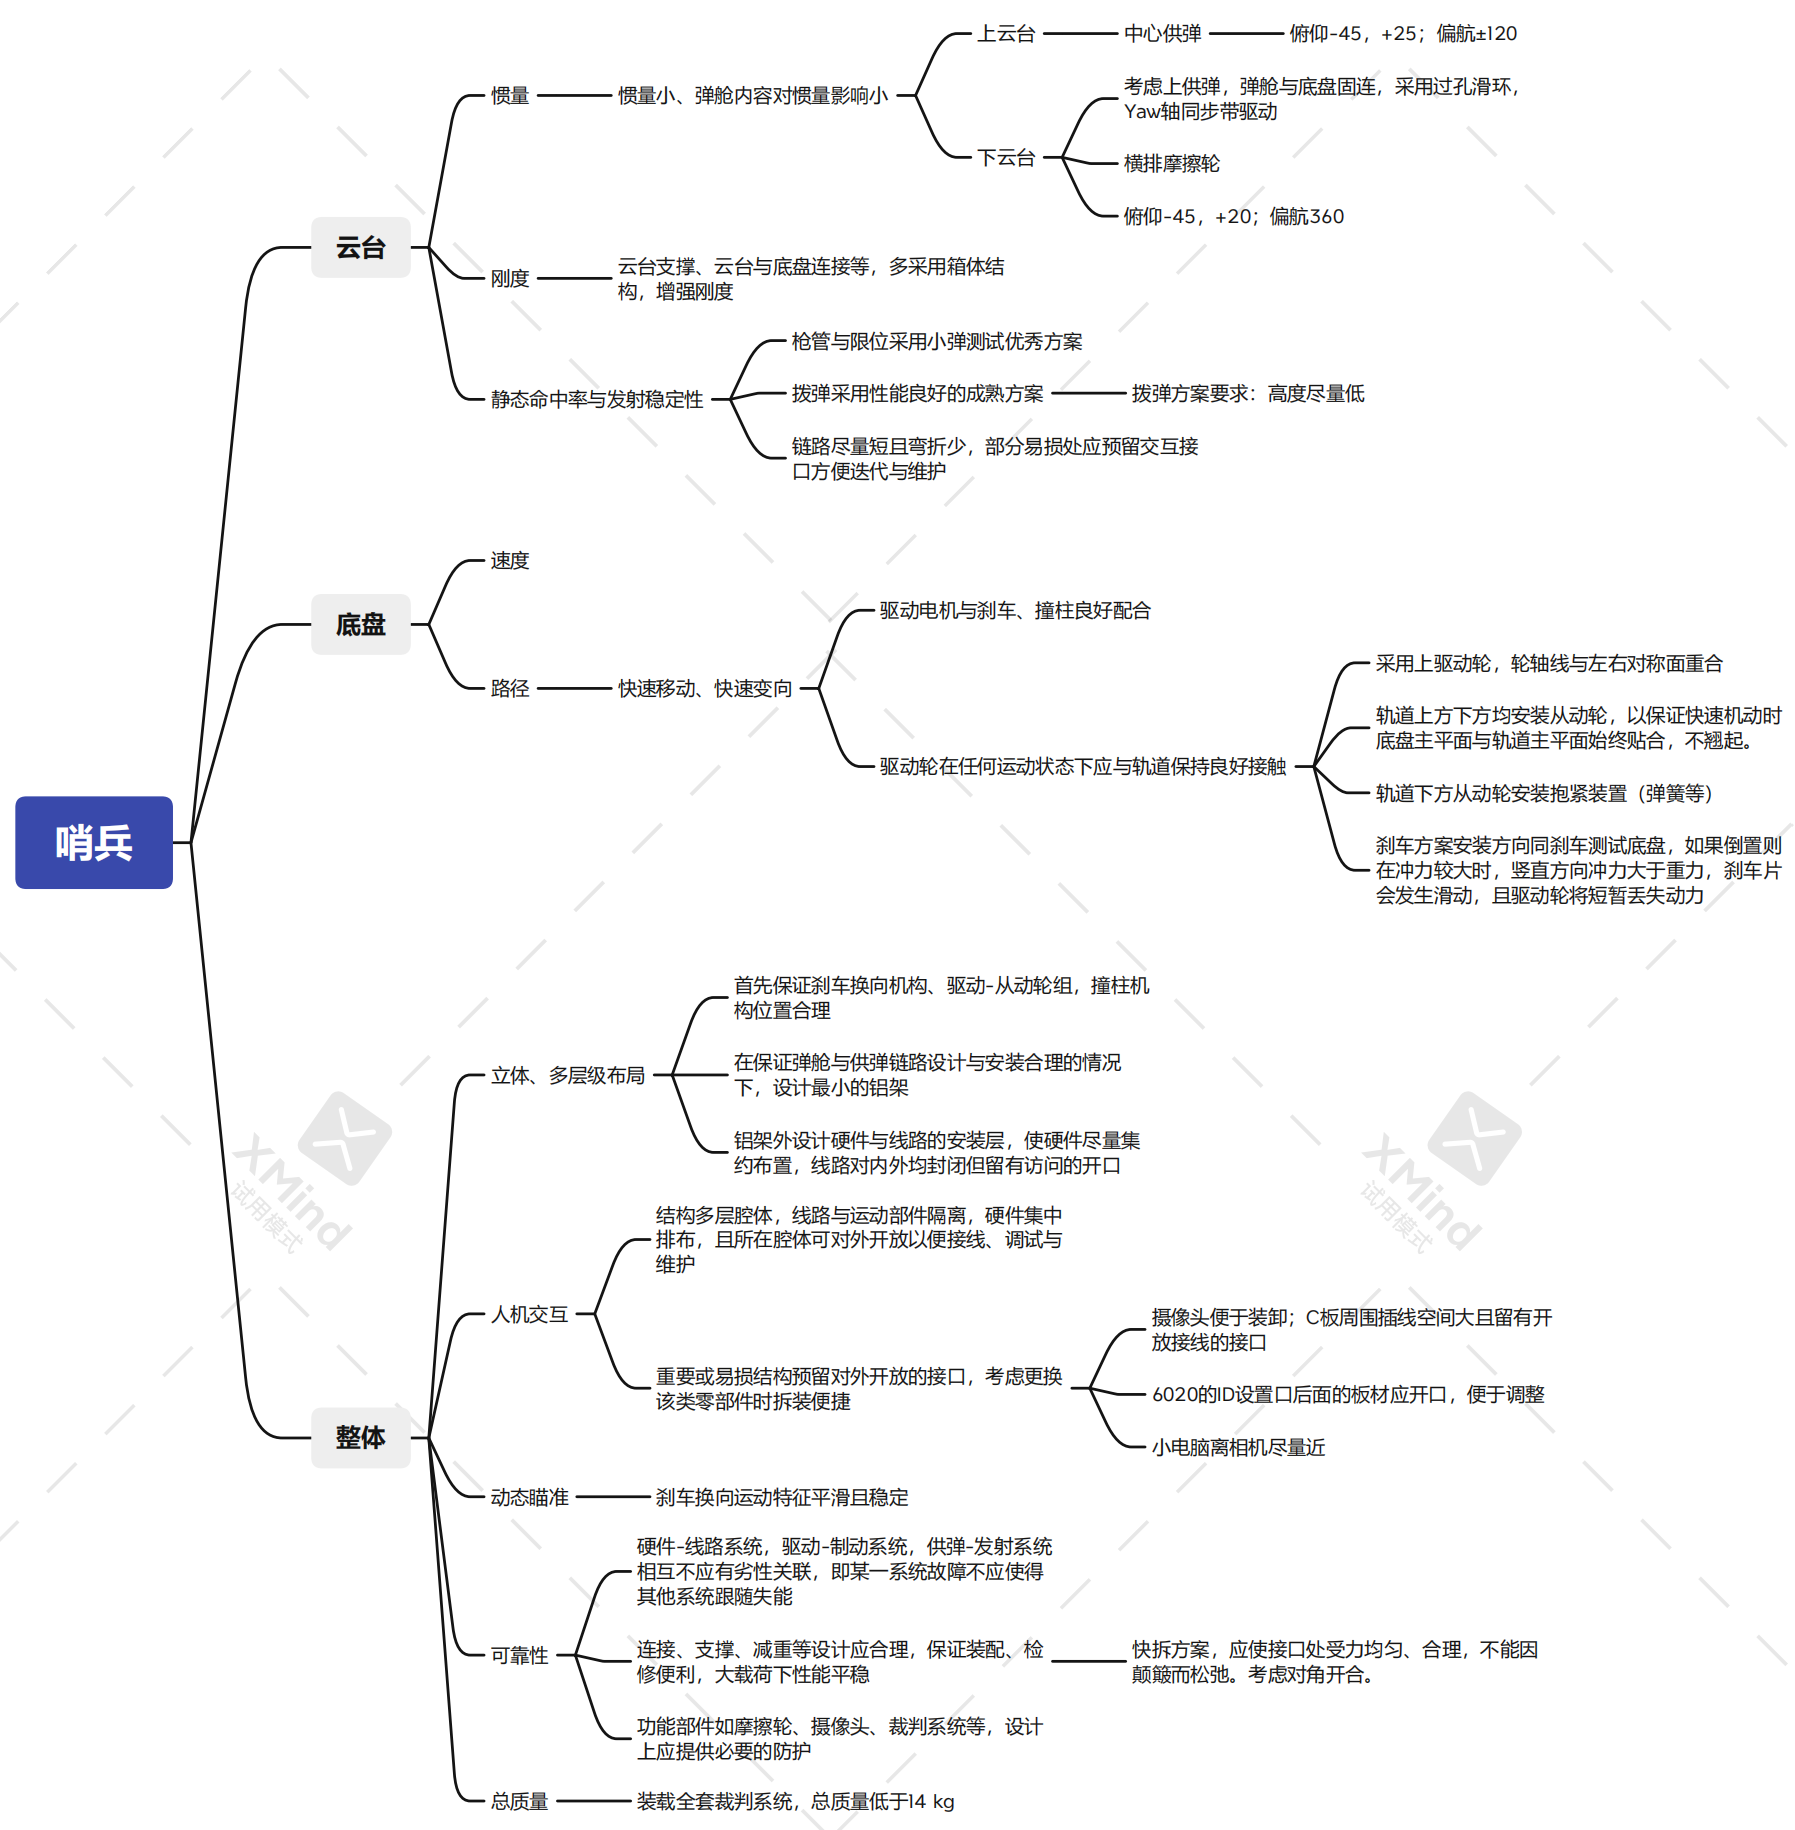 哨兵
云台
惯量
惯量小、弹舱内容对惯量影响小
上云台
中心供弹
俯仰-45，+25；偏航±120
下云台
考虑上供弹，弹舱与底盘固连，采用过孔滑环，
Yaw轴同步带驱动
横排摩擦轮
俯仰-45，+20；偏航360
刚度
云台支撑、云台与底盘连接等，多采用箱体结
构，增强刚度
静态命中率与发射稳定性
枪管与限位采用小弹测试优秀方案
拨弹采用性能良好的成熟方案
拨弹方案要求：高度尽量低
链路尽量短且弯折少，部分易损处应预留交互接
口方便迭代与维护
底盘
速度
路径
快速移动、快速变向
驱动电机与刹车、撞柱良好配合
驱动轮在任何运动状态下应与轨道保持良好接触
采用上驱动轮，轮轴线与左右对称面重合
轨道上方下方均安装从动轮，以保证快速机动时
底盘主平面与轨道主平面始终贴合，不翘起。
轨道下方从动轮安装抱紧装置（弹簧等）
刹车方案安装方向同刹车测试底盘，如果倒置则
在冲力较大时，竖直方向冲力大于重力，刹车片
会发生滑动，且驱动轮将短暂丢失动力
整体
立体、多层级布局
首先保证刹车换向机构、驱动-从动轮组，撞柱机
构位置合理
在保证弹舱与供弹链路设计与安装合理的情况
下，设计最小的铝架
铝架外设计硬件与线路的安装层，使硬件尽量集
约布置，线路对内外均封闭但留有访问的开口
人机交互
结构多层腔体，线路与运动部件隔离，硬件集中
排布，且所在腔体可对外开放以便接线、调试与
维护
重要或易损结构预留对外开放的接口，考虑更换
该类零部件时拆装便捷
摄像头便于装卸；C板周围插线空间大且留有开
放接线的接口
6020的ID设置口后面的板材应开口，便于调整
小电脑离相机尽量近
动态瞄准
刹车换向运动特征平滑且稳定
可靠性
硬件-线路系统，驱动-制动系统，供弹-发射系统
相互不应有劣性关联，即某一系统故障不应使得
其他系统跟随失能
连接、支撑、减重等设计应合理，保证装配、检
修便利，大载荷下性能平稳
快拆方案，应使接口处受力均匀、合理，不能因
颠簸而松弛。考虑对角开合。
功能部件如摩擦轮、摄像头、裁判系统等，设计
上应提供必要的防护
总质量
装载全套裁判系统，总质量低于14 kg
XMind
试用模式
XMind
试用模式